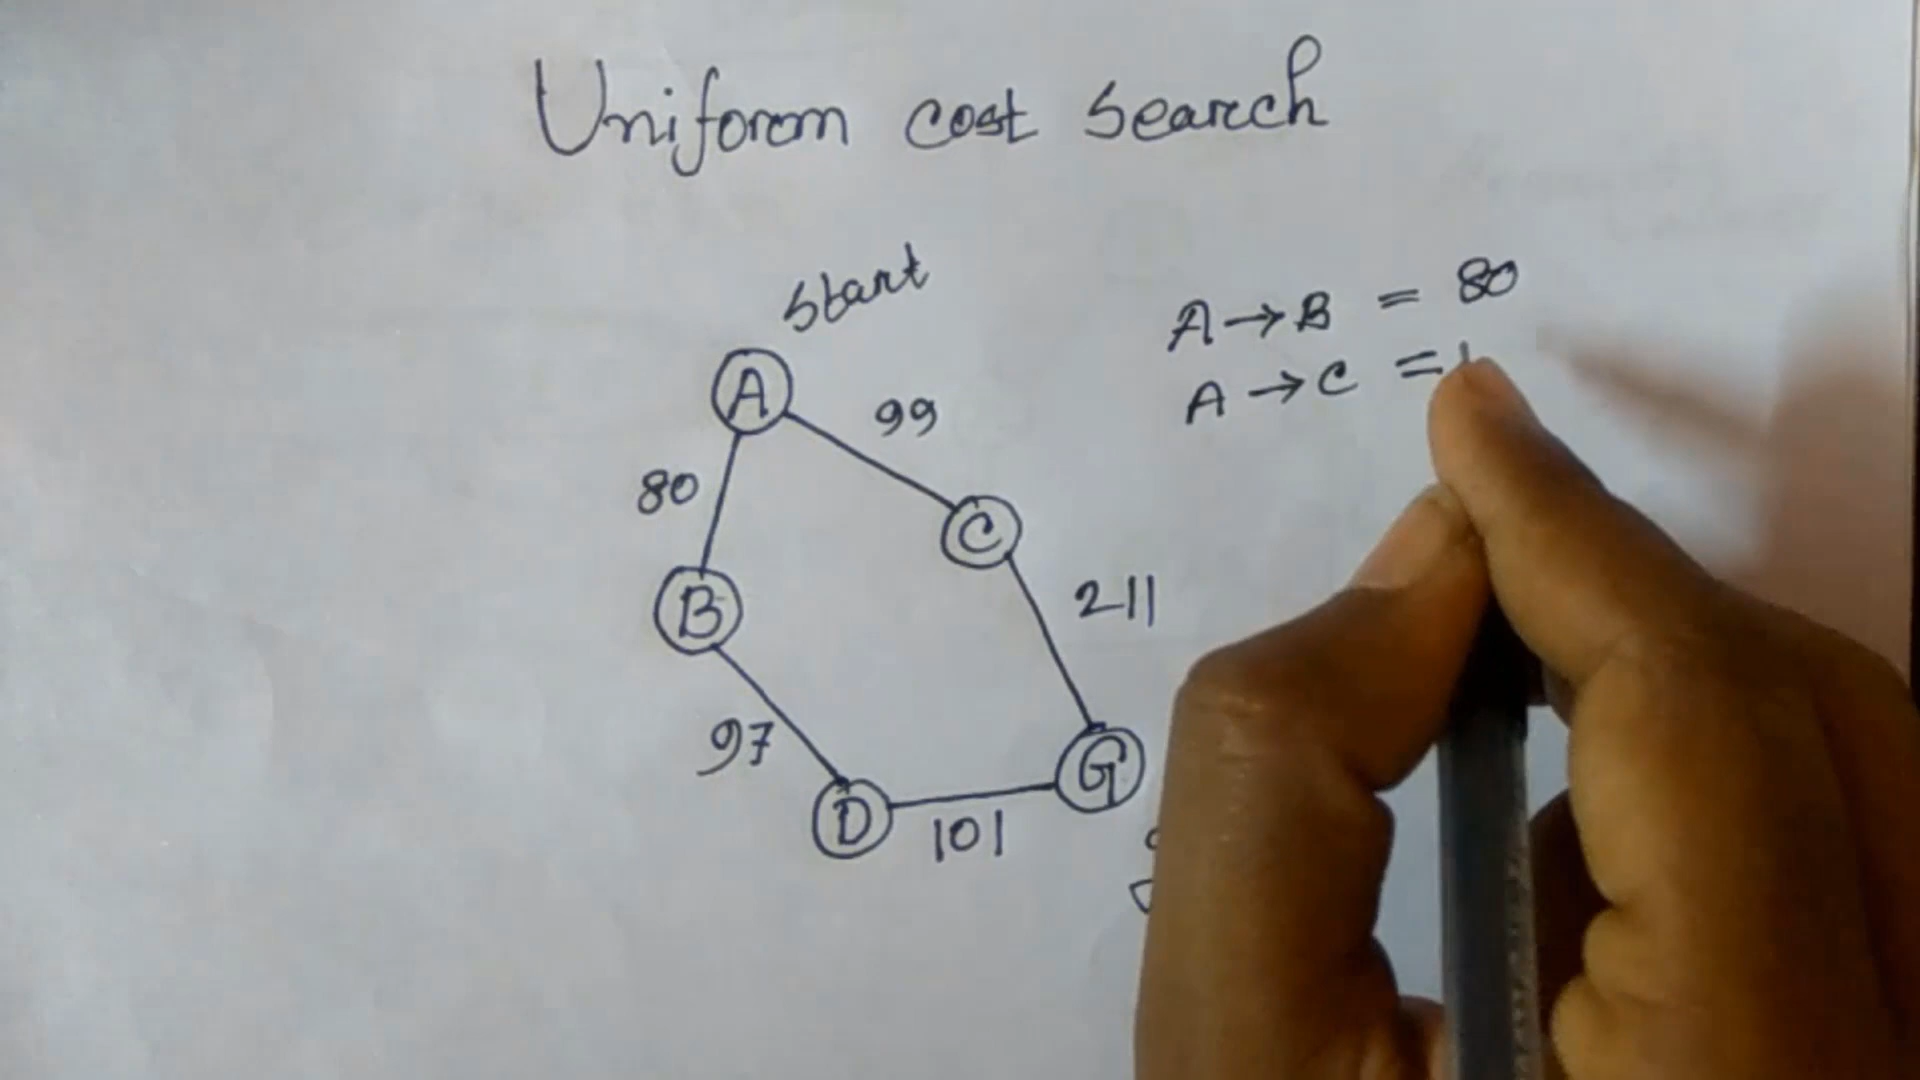 Uniform cost search
Start
A → B = 80
A → C =
A
99
80
C
B
211
97
G
D
101